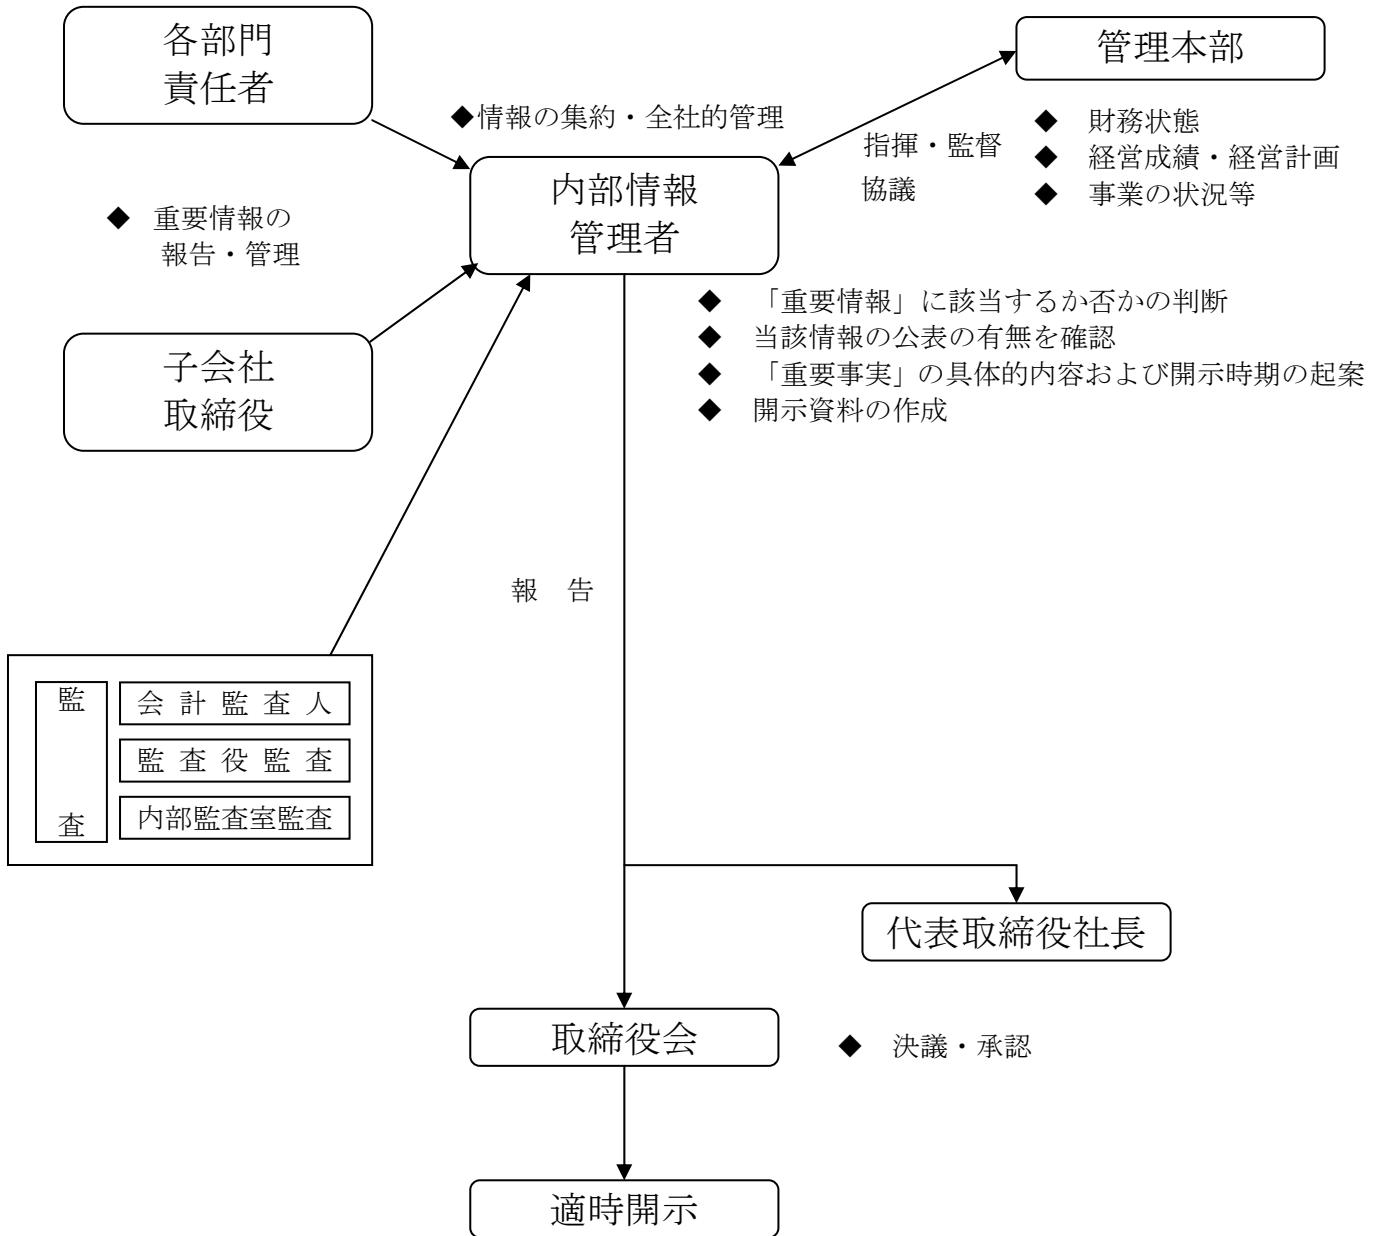 各部門
責任者
管理本部
◆情報の集約・全社的管理
◆ 財務状態
◆ 経営成績・経営計画
◆ 事業の状況等
指揮・監督
協議
内部情報
管理者
◆ 重要情報の
報告・管理
◆ 「重要情報」に該当するか否かの判断
◆ 当該情報の公表の有無を確認
◆ 「重要事実」の具体的内容および開示時期の起案
◆ 開示資料の作成
子会社
取締役
報 告
監 査
会 計 監 査 人
監 査 役 監 査
内部監査室監査
代表取締役社長
取締役会
◆ 決議・承認
適時開示